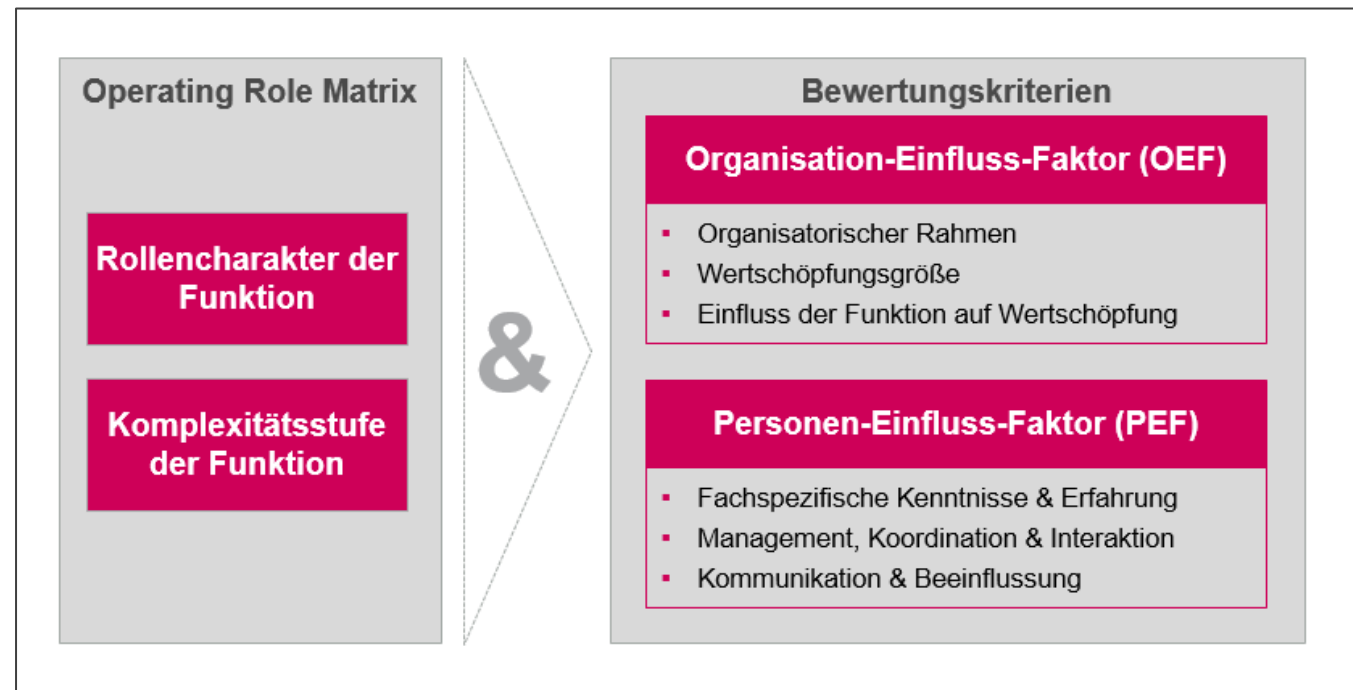 Operating Role Matrix
Rollencharakter der
Funktion
Komplexitätsstufe
der Funktion
&
Bewertungskriterien
Organisation-Einfluss-Faktor (OEF)
▪ Organisatorischer Rahmen
▪ Wertschöpfungsgröße
▪ Einfluss der Funktion auf Wertschöpfung
Personen-Einfluss-Faktor (PEF)
▪ Fachspezifische Kenntnisse & Erfahrung
▪ Management, Koordination & Interaktion
▪ Kommunikation & Beeinflussung